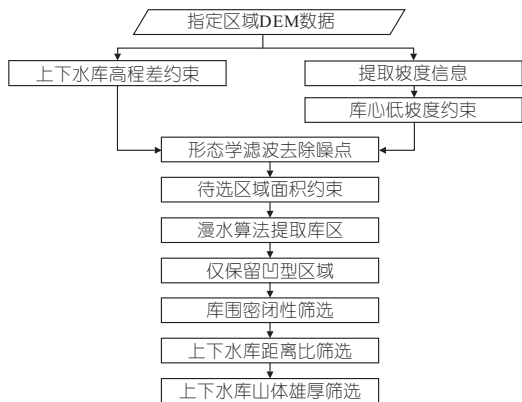 指定区域DEM数据
上下水库高程差约束
提取坡度信息
库心低坡度约束
形态学滤波去除噪点
待选区域面积约束
漫水算法提取库区
仅保留凹型区域
库围密闭性筛选
上下水库距离比筛选
上下水库山体雄厚筛选